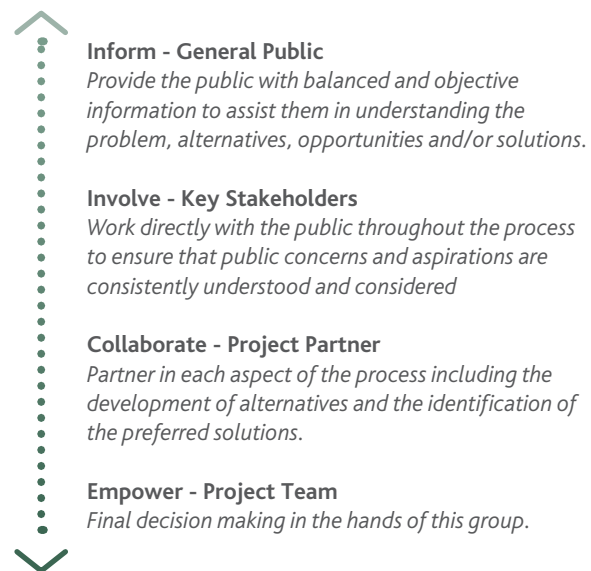 Inform - General Public
Provide the public with balanced and objective
information to assist them in understanding the
problem, alternatives, opportunities and/or solutions.
Involve - Key Stakeholders
Work directly with the public throughout the process
to ensure that public concerns and aspirations are
consistently understood and considered
Collaborate - Project Partner
Partner in each aspect of the process including the
development of alternatives and the identification of
the preferred solutions.
Empower - Project Team
Final decision making in the hands of this group.